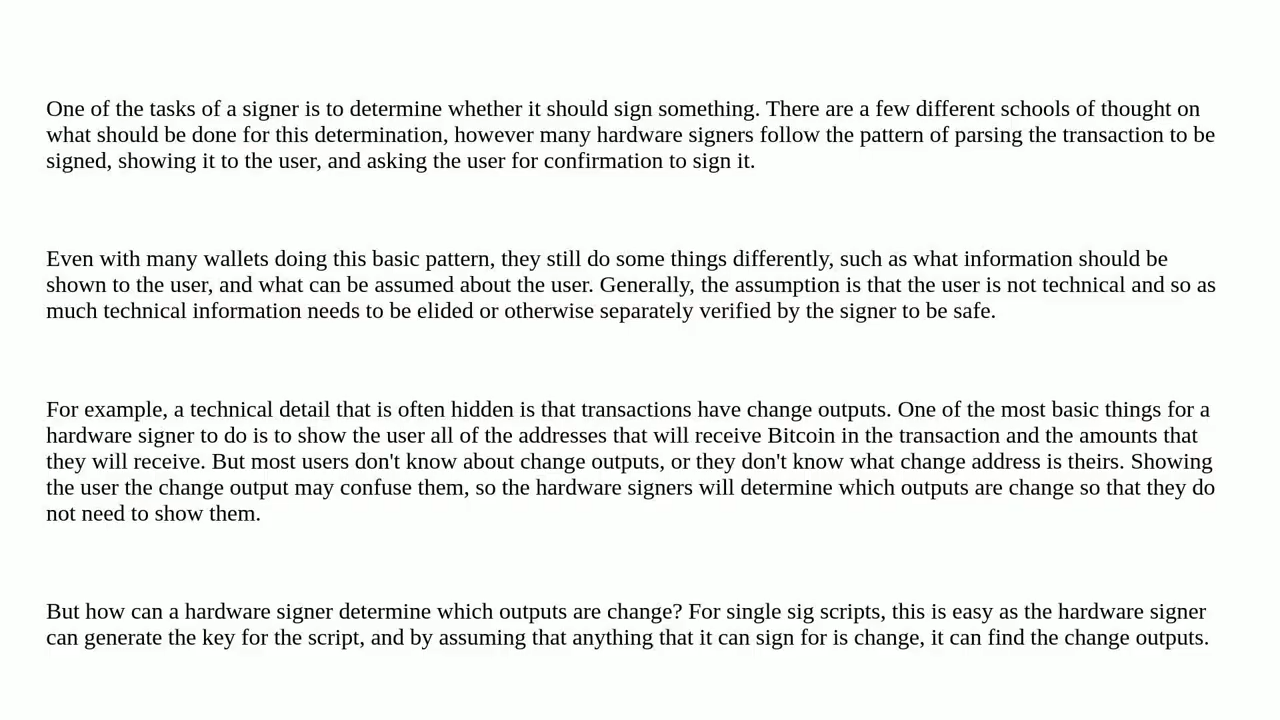 One of the tasks of a signer is to determine whether it should sign something. There are a few different schools of thought on
what should be done for this determination, however many hardware signers follow the pattern of parsing the transaction to be
signed, showing it to the user, and asking the user for confirmation to sign it.
Even with many wallets doing this basic pattern, they still do some things differently, such as what information should be
shown to the user, and what can be assumed about the user. Generally, the assumption is that the user is not technical and so as
much technical information needs to be elided or otherwise separately verified by the signer to be safe.
For example, a technical detail that is often hidden is that transactions have change outputs. One of the most basic things for a
hardware signer to do is to show the user all of the addresses that will receive Bitcoin in the transaction and the amounts that
they will receive. But most users don't know about change outputs, or they don't know what change address is theirs. Showing
the user the change output may confuse them, so the hardware signers will determine which outputs are change so that they do
not need to show them.
But how can a hardware signer determine which outputs are change? For single sig scripts, this is easy as the hardware signer
can generate the key for the script, and by assuming that anything that it can sign for is change, it can find the change outputs.